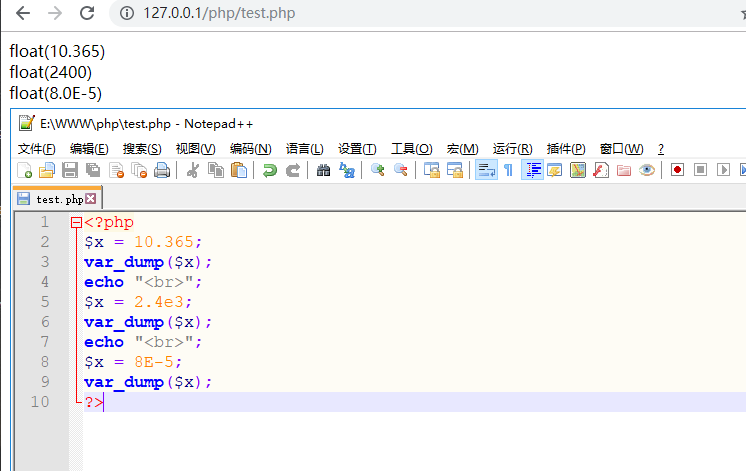 127.0.0.1/php/test.php
float(10.365)
float(2400)
float(8.0E-5)
E:\WWW\php\test.php - Notepad++
文件(F) 编辑(E) 搜索(S) 视图(V) 编码(N) 语言(L) 设置(T) 工具(O) 宏(M) 运行(R) 插件(P) 窗口(W) ?
test.php
1 <?php
2 $x = 10.365;
3 var_dump($x);
4 echo "<br>";
5 $x = 2.4e3;
6 var_dump($x);
7 echo "<br>";
8 $x = 8E-5;
9 var_dump($x);
10 ?>